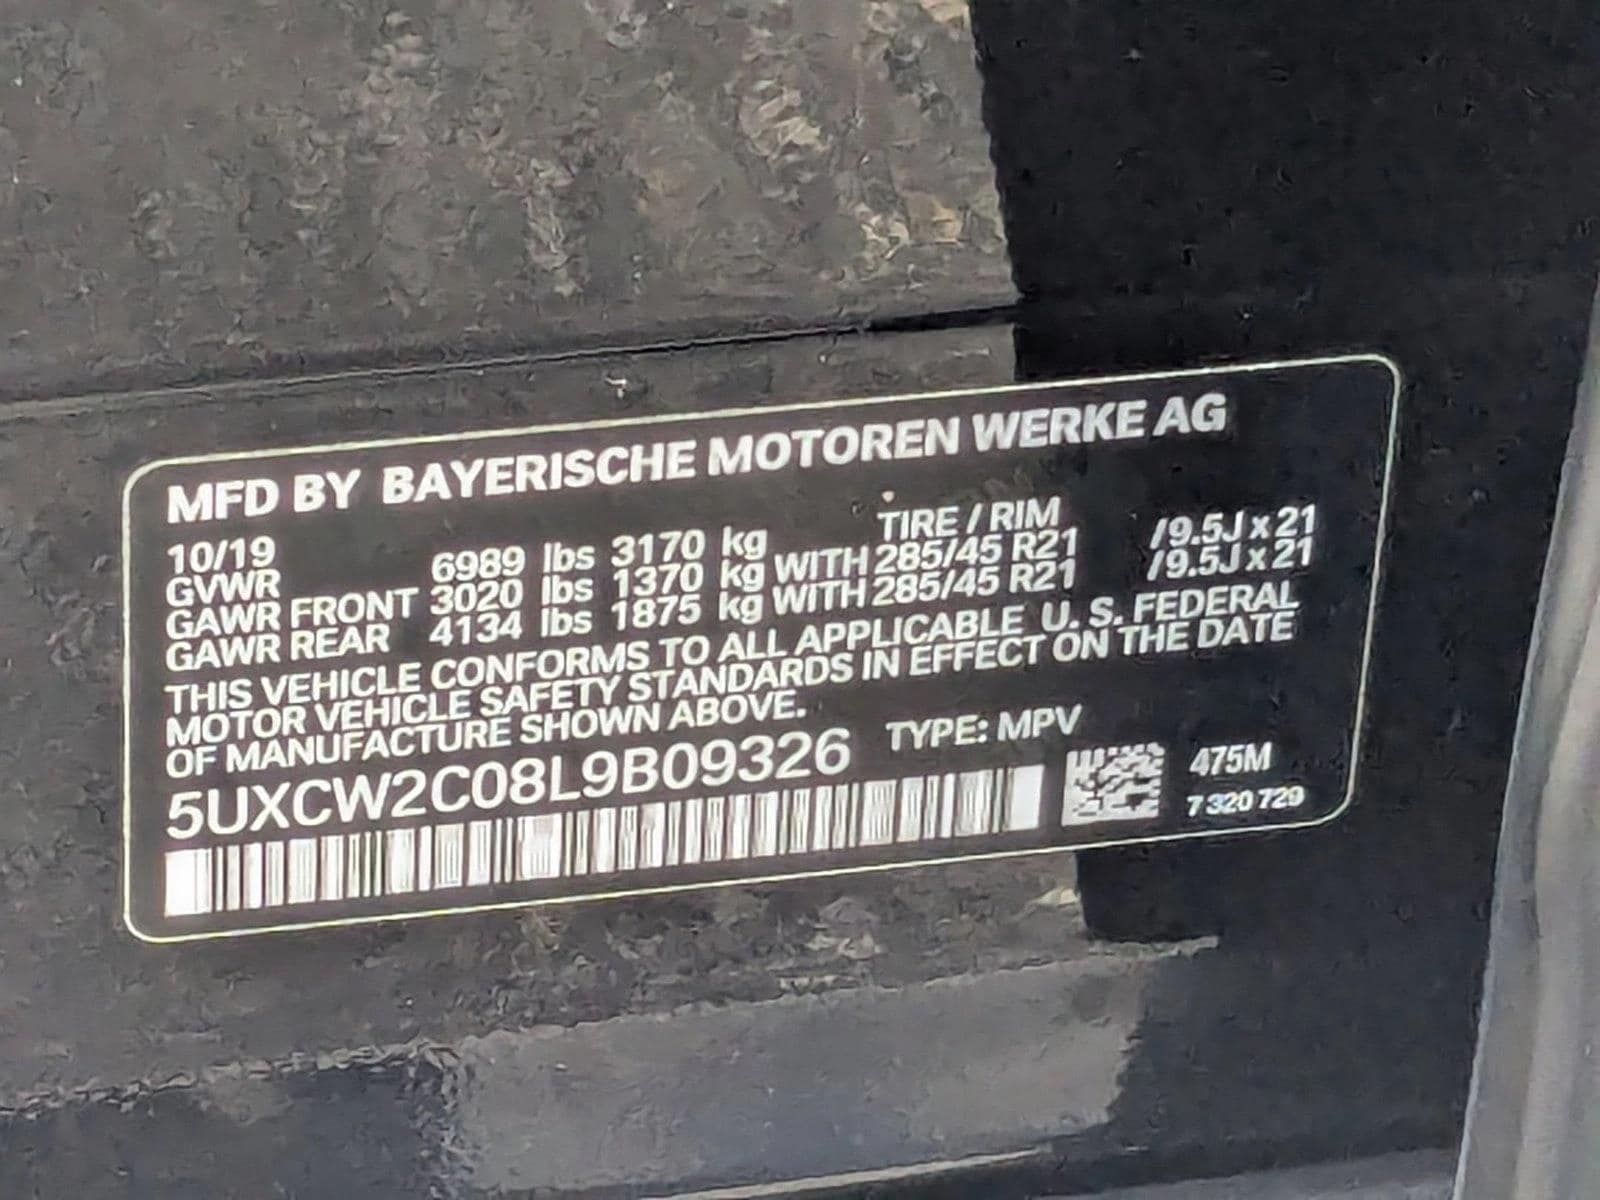 MFD BY BAYERISCHE MOTOREN WERKE AG
10/19 TIRE / RIM
GVWR 6989 lbs 3170 kg
GAWR FRONT 3020 lbs 1370 kg WITH 285/45 R21 /9.5J x 21
GAWR REAR 4134 lbs 1875 kg WITH 285/45 R21 /9.5J x 21
THIS VEHICLE CONFORMS TO ALL APPLICABLE U. S. FEDERAL
MOTOR VEHICLE SAFETY STANDARDS IN EFFECT ON THE DATE
OF MANUFACTURE SHOWN ABOVE.
5UXCW2C08L9B09326 TYPE: MPV
475M
7 320 729